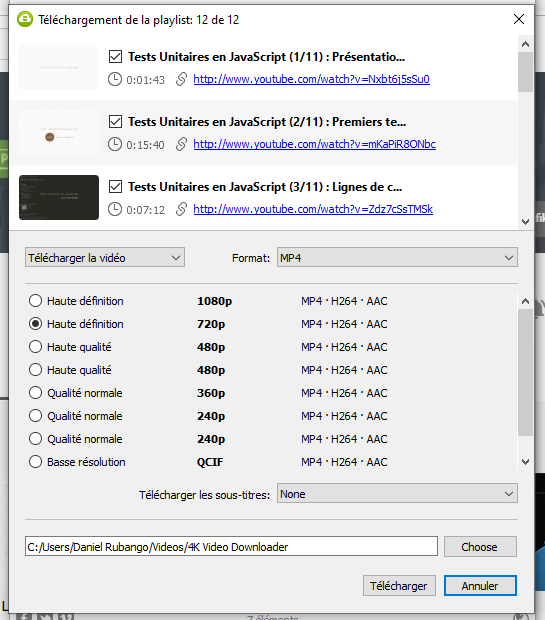 Téléchargement de la playlist: 12 de 12
Tests Unitaires en JavaScript (1/11) : Présentatio...
0:01:43 http://www.youtube.com/watch?v=Nxbt6j5sSu0
Tests Unitaires en JavaScript (2/11) : Premiers te...
0:15:40 http://www.youtube.com/watch?v=mKaPiR8ONbc
Tests Unitaires en JavaScript (3/11) : Lignes de c...
0:07:12 http://www.youtube.com/watch?v=Zdz7cSsTMSk
Télécharger la vidéo Format: MP4
Haute définition 1080p MP4 · H264 · AAC
Haute définition 720p MP4 · H264 · AAC
Haute qualité 480p MP4 · H264 · AAC
Haute qualité 480p MP4 · H264 · AAC
Qualité normale 360p MP4 · H264 · AAC
Qualité normale 240p MP4 · H264 · AAC
Qualité normale 240p MP4 · H264 · AAC
Basse résolution QCIF MP4 · H264 · AAC
Télécharger les sous-titres: None
C:/Users/Daniel Rubango/Videos/4K Video Downloader Choose
Télécharger Annuler
7 éléments